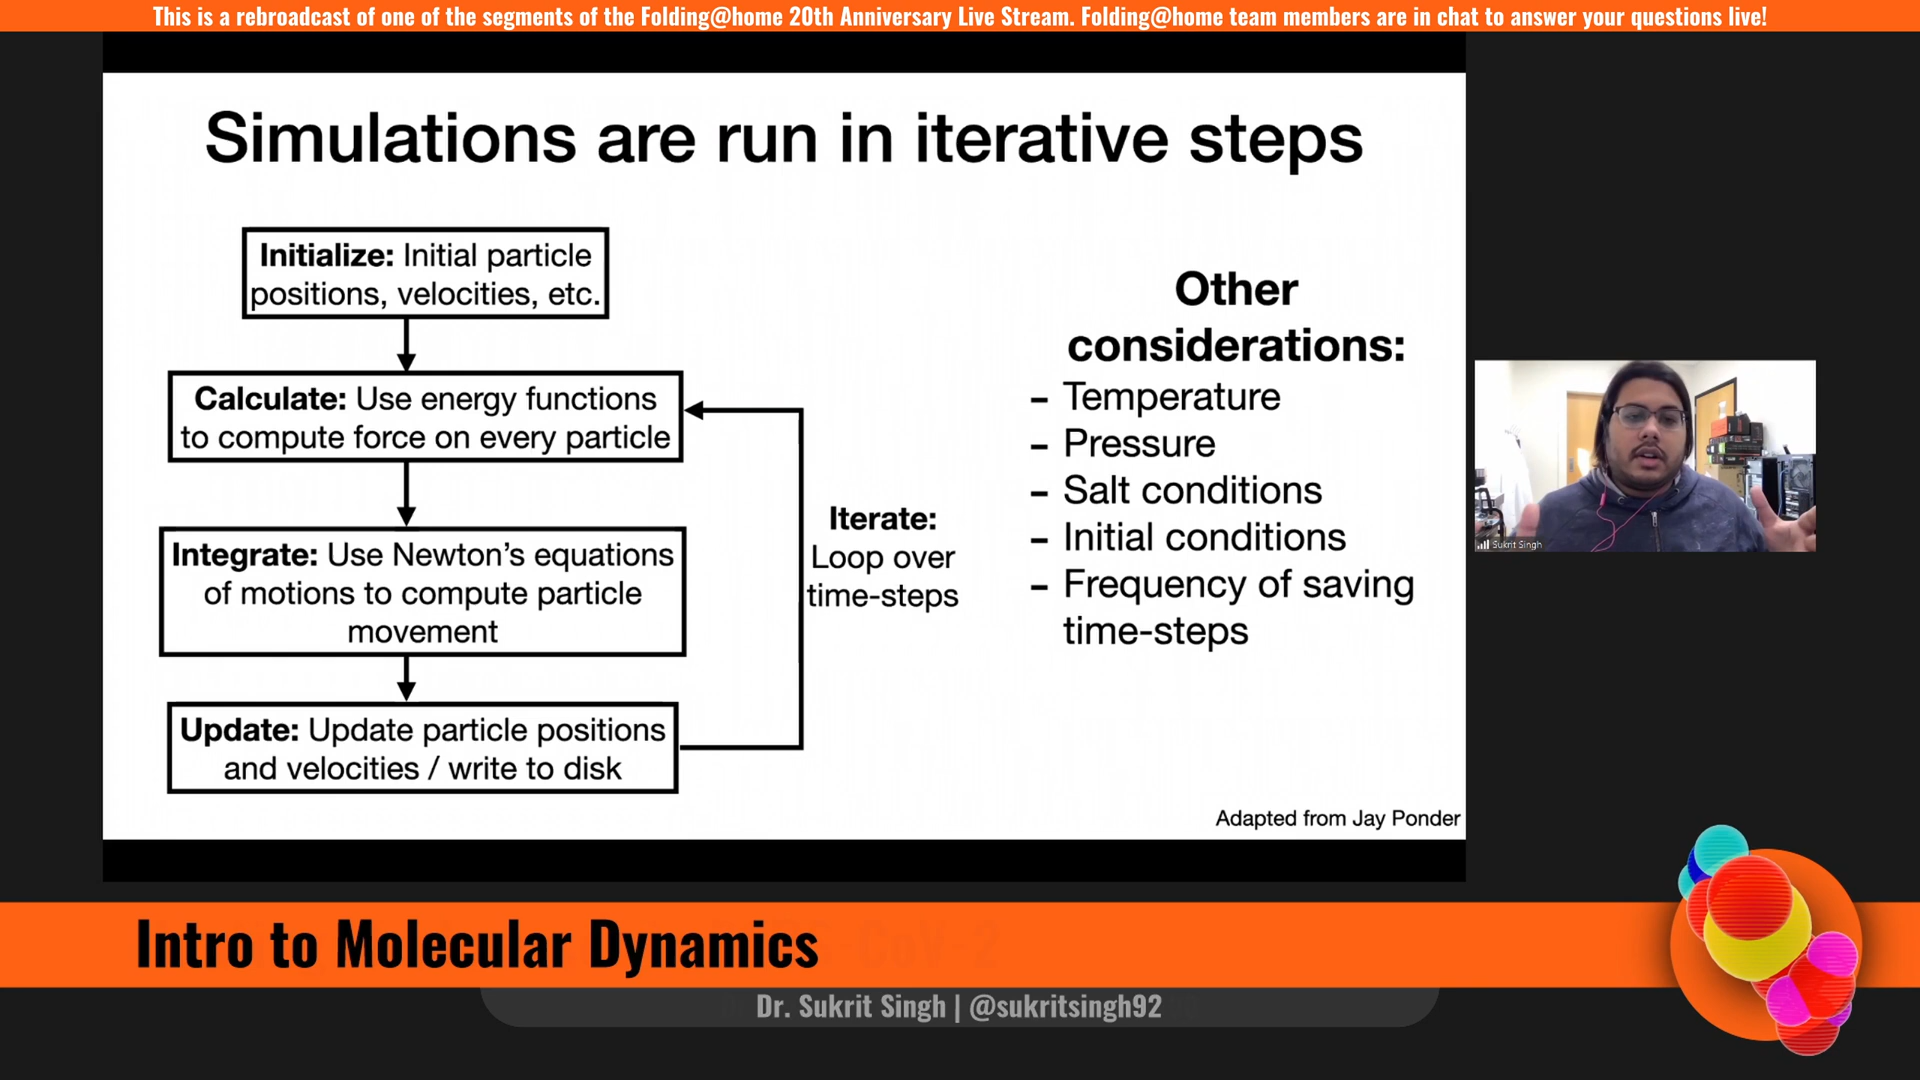 This is a rebroadcast of one of the segments of the Folding@home 20th Anniversary Live Stream. Folding@home team members are in chat to answer your questions live!
Simulations are run in iterative steps
Initialize: Initial particle
positions, velocities, etc.
Calculate: Use energy functions
to compute force on every particle
Integrate: Use Newton's equations
of motions to compute particle
movement
Update: Update particle positions
and velocities / write to disk
Iterate:
Loop over
time-steps
Other
considerations:
- Temperature
- Pressure
- Salt conditions
- Initial conditions
- Frequency of saving
time-steps
Adapted from Jay Ponder
Sukrit Singh
Intro to Molecular Dynamics CoV-2
Dr. Sukrit Singh | @sukritsingh92